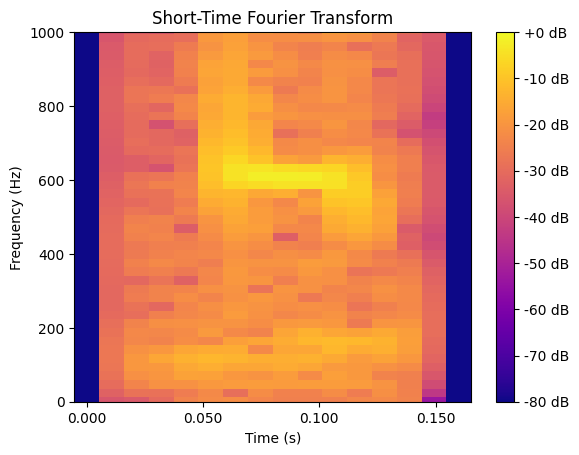 Short-Time Fourier Transform
1000
800
600
400
200
0
Frequency (Hz)
0.000
0.050
0.100
0.150
Time (s)
+0 dB
-10 dB
-20 dB
-30 dB
-40 dB
-50 dB
-60 dB
-70 dB
-80 dB